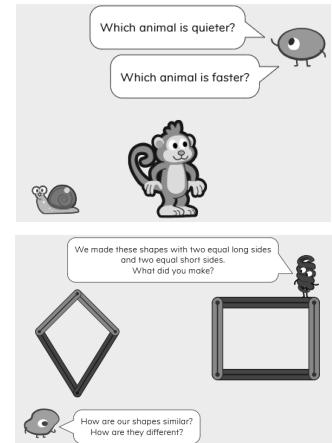 Which animal is quieter?
Which animal is faster?
We made these shapes with two equal long sides
and two equal short sides.
What did you make?
How are our shapes similar?
How are they different?